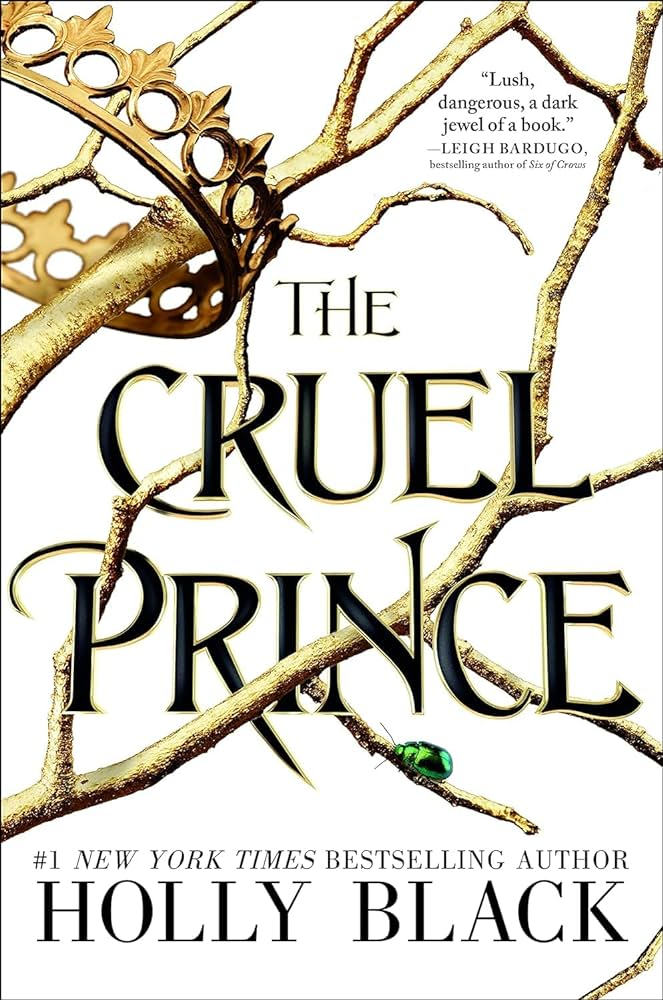 “Lush,
dangerous, a dark
jewel of a book.”
—LEIGH BARDUGO,
bestselling author of Six of Crows
THE
CRUEL
PRINCE
#1 NEW YORK TIMES BESTSELLING AUTHOR
HOLLY BLACK